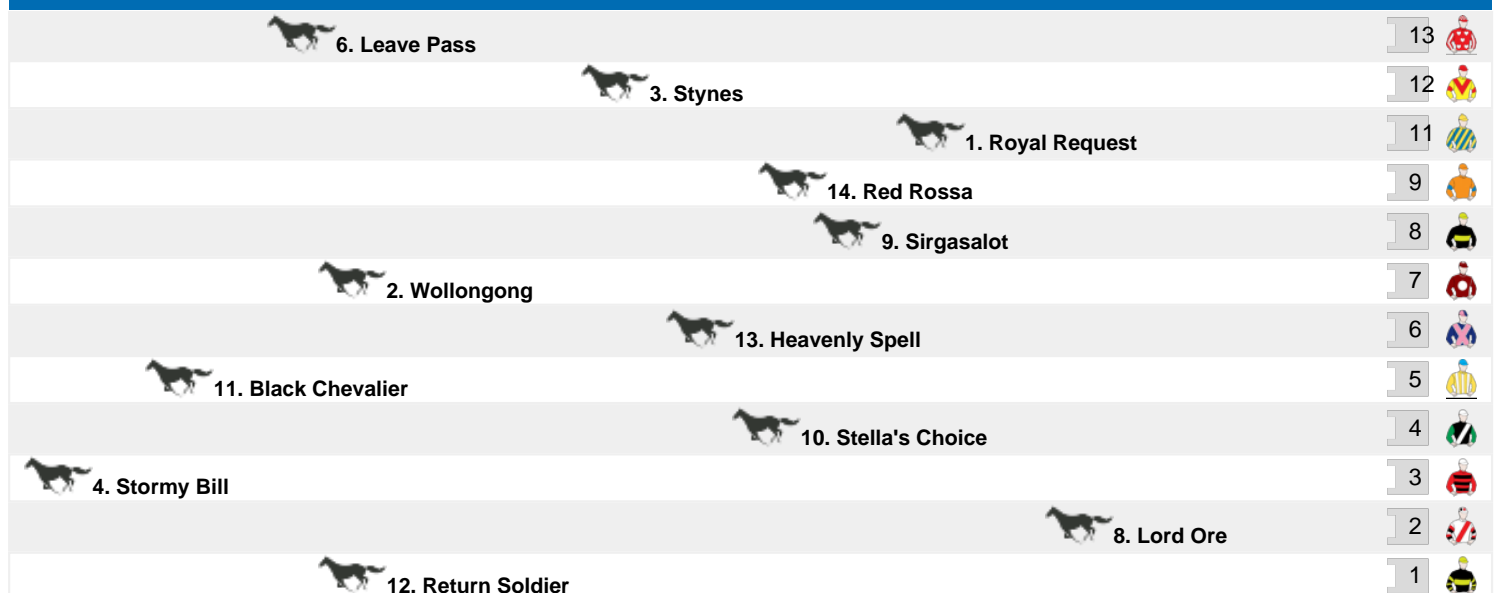 6. Leave Pass 13
3. Stynes 12
1. Royal Request 11
14. Red Rossa 9
9. Sirgasalot 8
2. Wollongong 7
13. Heavenly Spell 6
11. Black Chevalier 5
10. Stella's Choice 4
4. Stormy Bill 3
8. Lord Ore 2
12. Return Soldier 1